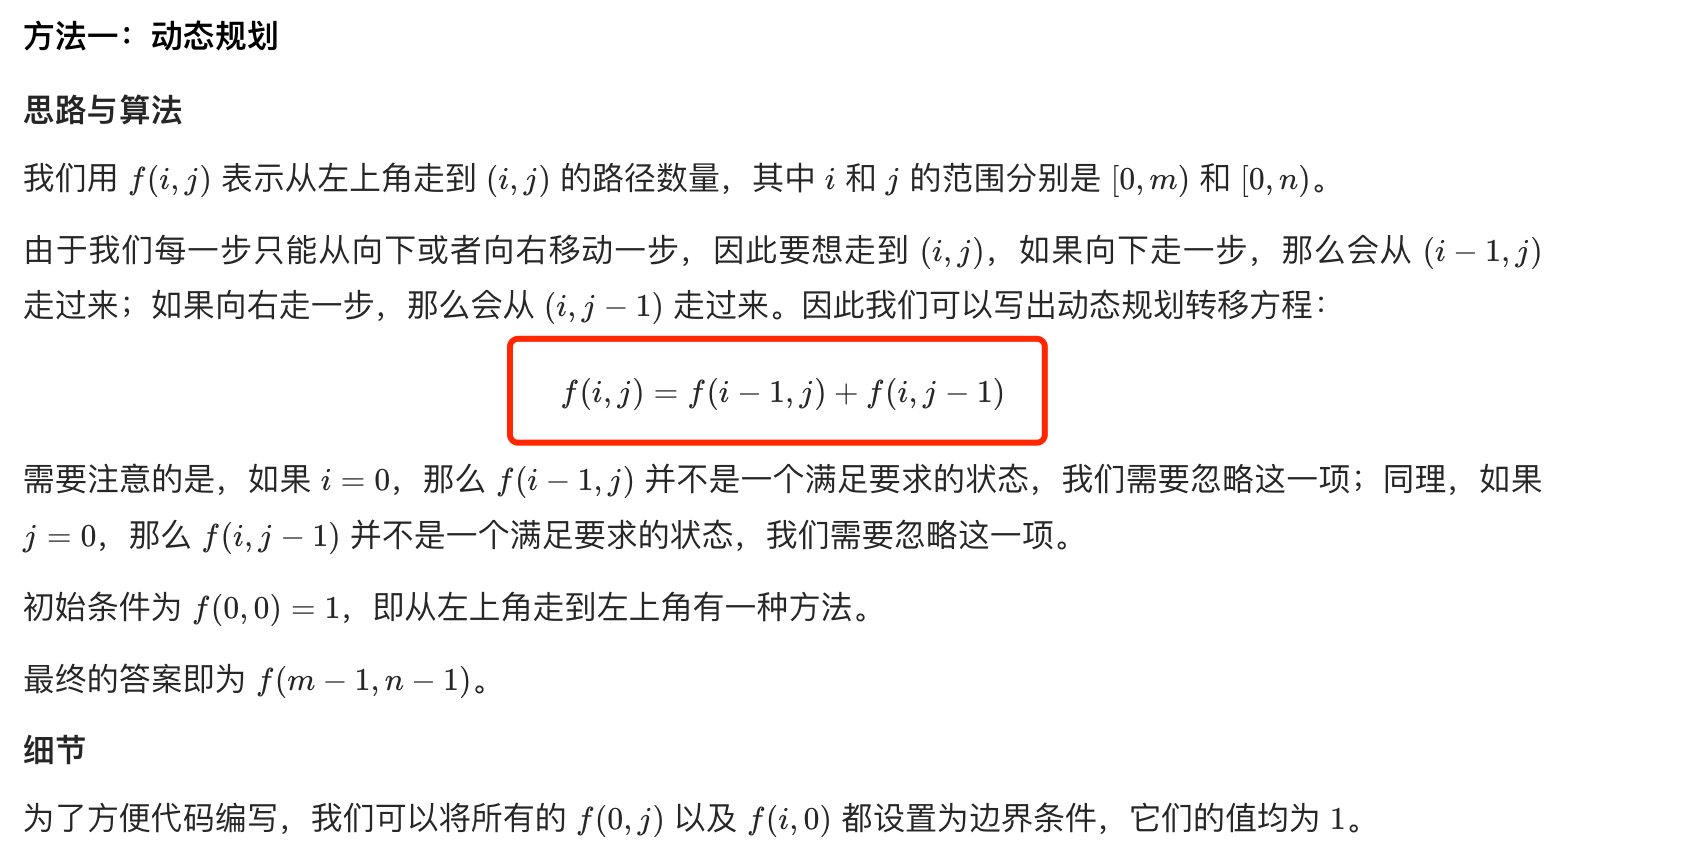 方法一：动态规划
思路与算法
我们用 f(i, j) 表示从左上角走到 (i, j) 的路径数量，其中 i 和 j 的范围分别是 [0, m) 和 [0, n)。
由于我们每一步只能从向下或者向右移动一步，因此要想走到 (i, j)，如果向下走一步，那么会从 (i − 1, j)
走过来；如果向右走一步，那么会从 (i, j − 1) 走过来。因此我们可以写出动态规划转移方程：
f(i, j) = f(i − 1, j) + f(i, j − 1)
需要注意的是，如果 i = 0，那么 f(i − 1, j) 并不是一个满足要求的状态，我们需要忽略这一项；同理，如果
j = 0，那么 f(i, j − 1) 并不是一个满足要求的状态，我们需要忽略这一项。
初始条件为 f(0, 0) = 1，即从左上角走到左上角有一种方法。
最终的答案即为 f(m − 1, n − 1)。
细节
为了方便代码编写，我们可以将所有的 f(0, j) 以及 f(i, 0) 都设置为边界条件，它们的值均为 1。